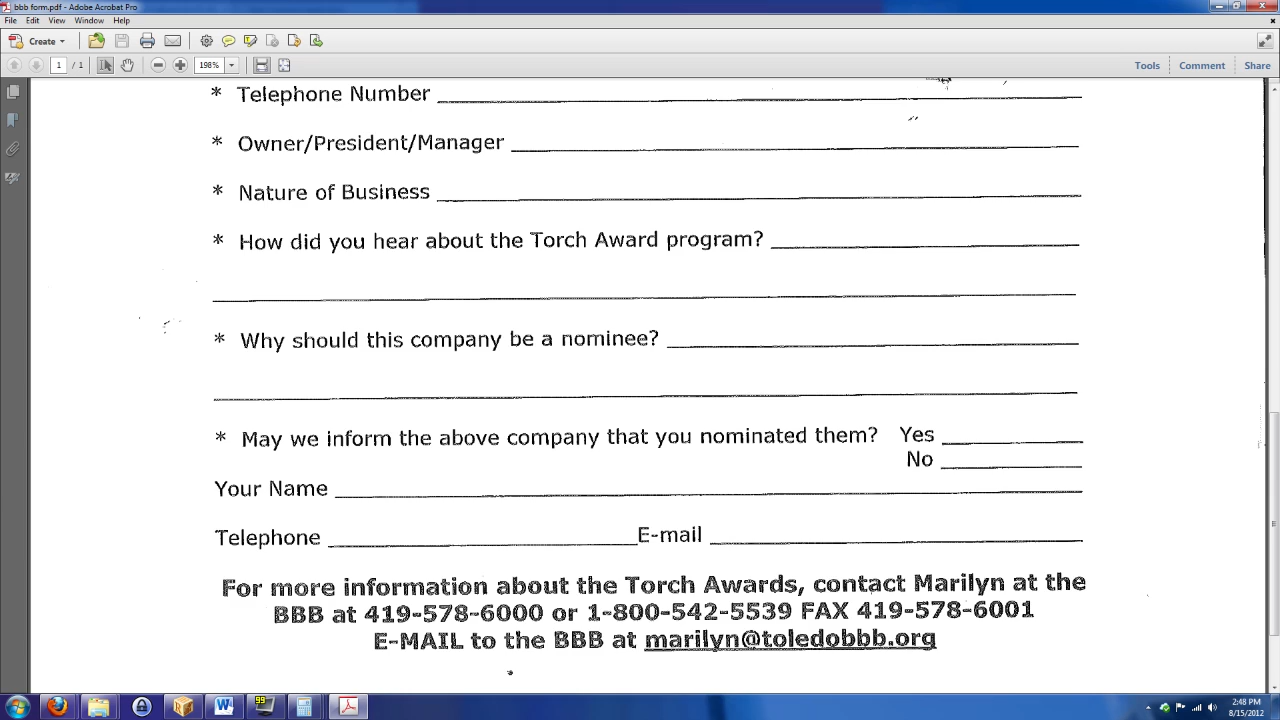 bbb form.pdf - Adobe Acrobat Pro
File Edit View Window Help
Create
1 / 1 198% Tools Comment Share
* Telephone Number
* Owner/President/Manager
* Nature of Business
* How did you hear about the Torch Award program?
* Why should this company be a nominee?
* May we inform the above company that you nominated them? Yes
No
Your Name
Telephone E-mail
For more information about the Torch Awards, contact Marilyn at the
BBB at 419-578-6000 or 1-800-542-5539 FAX 419-578-6001
E-MAIL to the BBB at marilyn@toledobbb.org
99
2:48 PM
8/15/2012